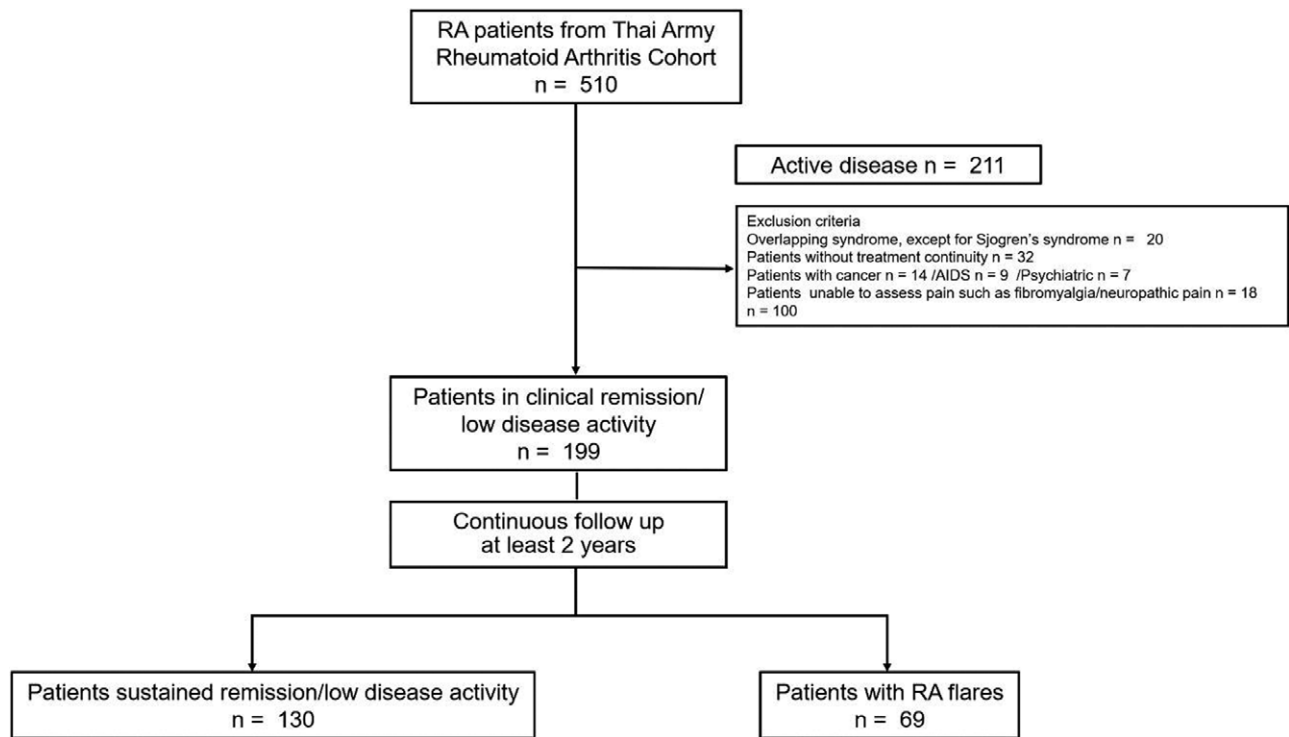 RA patients from Thai Army
Rheumatoid Arthritis Cohort
n = 510
Active disease n = 211
Exclusion criteria
Overlapping syndrome, except for Sjogren's syndrome n = 20
Patients without treatment continuity n = 32
Patients with cancer n = 14 /AIDS n = 9 /Psychiatric n = 7
Patients unable to assess pain such as fibromyalgia/neuropathic pain n = 18
n = 100
Patients in clinical remission/
low disease activity
n = 199
Continuous follow up
at least 2 years
Patients sustained remission/low disease activity
n = 130
Patients with RA flares
n = 69